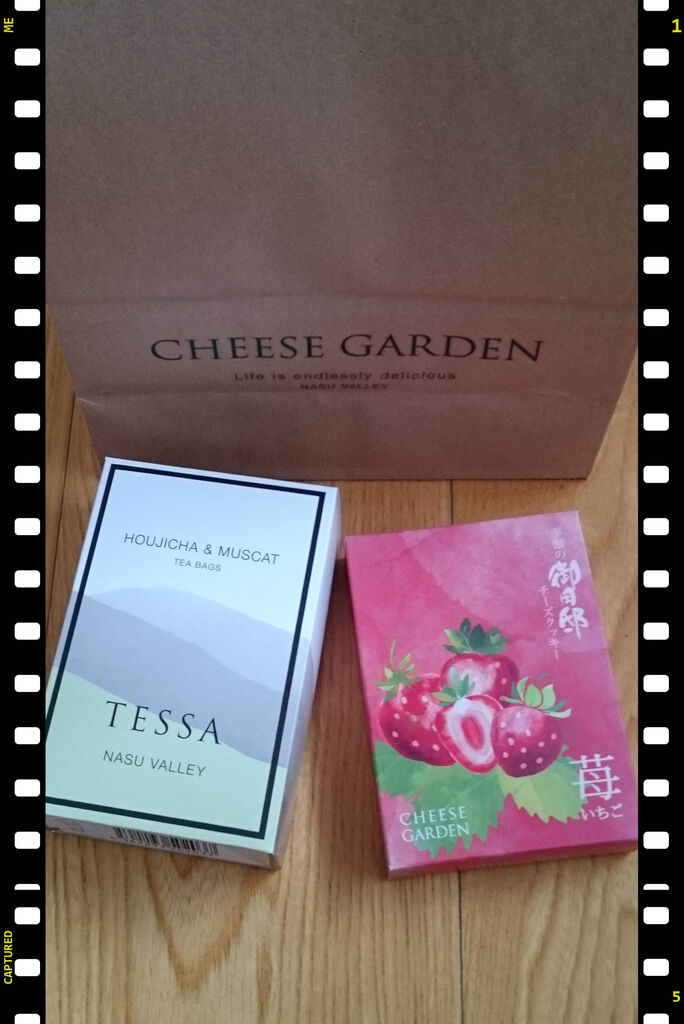 ME
1
CHEESE GARDEN
Life is endlessly delicious
NASU VALLEY
HOUJICHA & MUSCAT
TEA BAGS
TESSA
NASU VALLEY
御用邸
チーズクッキー
苺
いちご
CHEESE
GARDEN
CAPTURED
5